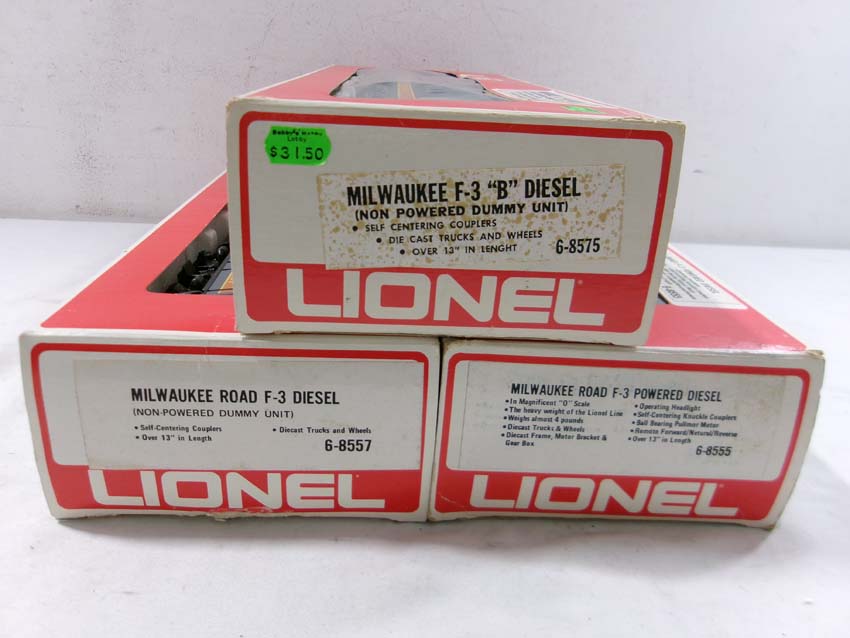 $31.50
MILWAUKEE F-3 "B" DIESEL
(NON POWERED DUMMY UNIT)
• SELF CENTERING COUPLERS
• DIE CAST TRUCKS AND WHEELS
• OVER 13" IN LENGHT
6-8575
LIONEL
MILWAUKEE ROAD F-3 DIESEL
(NON-POWERED DUMMY UNIT)
• Self-Centering Couplers
• Over 13" in Length
• Diecast Trucks and Wheels
6-8557
LIONEL
MILWAUKEE ROAD F-3 POWERED DIESEL
• In Magnificent "O" Scale
• The heavy weight of the Lionel Line
• Weighs almost 4 pounds
• Diecast Trucks & Wheels
• Diecast Frame, Motor Bracket &
Gear Box
• Operating Headlight
• Self-Centering Knuckle Couplers
• Ball Bearing Pullmor Motor
• Remote Forward/Natural/Reverse
• Over 13" in Length
6-8555
LIONEL